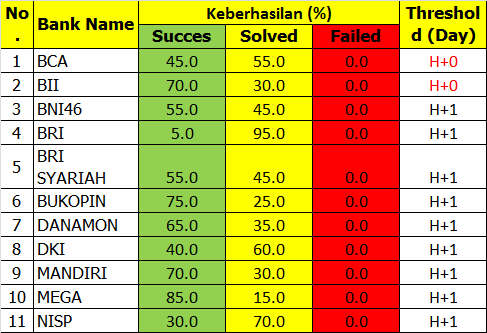 No. Bank Name Keberhasilan (%) Threshold (Day)
Succes Solved Failed
1 BCA 45.0 55.0 0.0 H+0
2 BII 70.0 30.0 0.0 H+0
3 BNI46 55.0 45.0 0.0 H+1
4 BRI 5.0 95.0 0.0 H+1
5 BRI SYARIAH 55.0 45.0 0.0 H+1
6 BUKOPIN 75.0 25.0 0.0 H+1
7 DANAMON 65.0 35.0 0.0 H+1
8 DKI 40.0 60.0 0.0 H+1
9 MANDIRI 70.0 30.0 0.0 H+1
10 MEGA 85.0 15.0 0.0 H+1
11 NISP 30.0 70.0 0.0 H+1